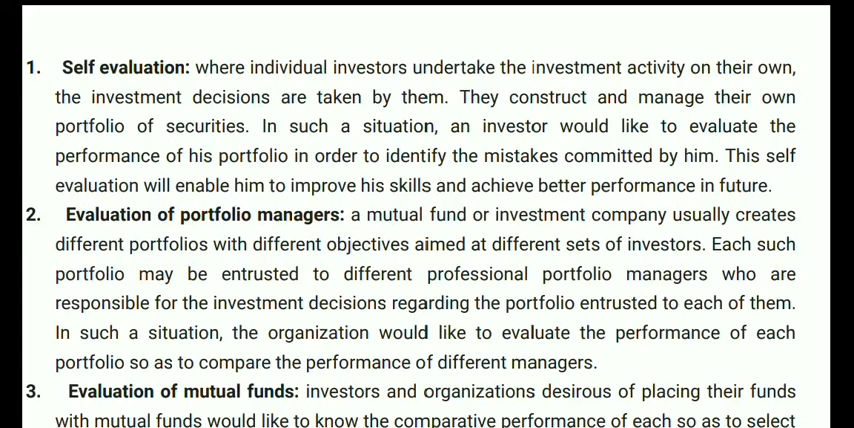 1. Self evaluation: where individual investors undertake the investment activity on their own,
the investment decisions are taken by them. They construct and manage their own
portfolio of securities. In such a situation, an investor would like to evaluate the
performance of his portfolio in order to identify the mistakes committed by him. This self
evaluation will enable him to improve his skills and achieve better performance in future.
2. Evaluation of portfolio managers: a mutual fund or investment company usually creates
different portfolios with different objectives aimed at different sets of investors. Each such
portfolio may be entrusted to different professional portfolio managers who are
responsible for the investment decisions regarding the portfolio entrusted to each of them.
In such a situation, the organization would like to evaluate the performance of each
portfolio so as to compare the performance of different managers.
3. Evaluation of mutual funds: investors and organizations desirous of placing their funds
with mutual funds would like to know the comparative performance of each so as to select